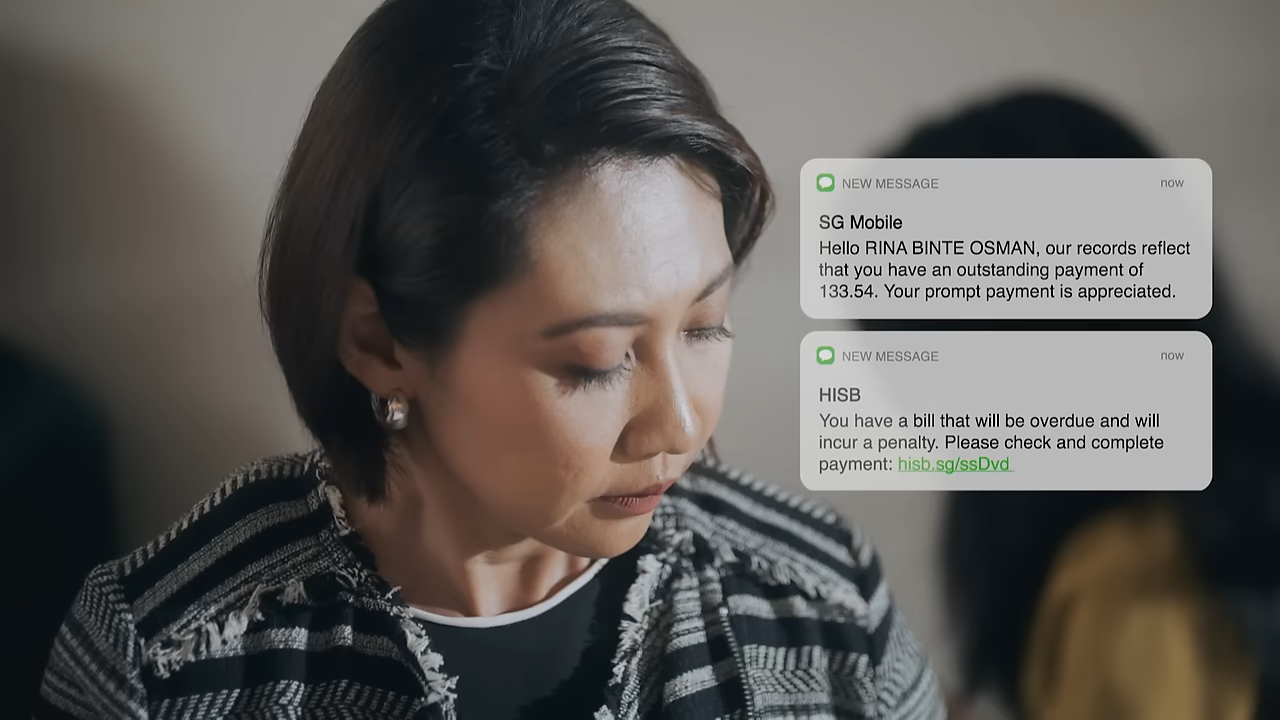 NEW MESSAGE now
SG Mobile
Hello RINA BINTE OSMAN, our records reflect
that you have an outstanding payment of
133.54. Your prompt payment is appreciated.
NEW MESSAGE now
HISB
You have a bill that will be overdue and will
incur a penalty. Please check and complete
payment: hisb.sg/ssDvd